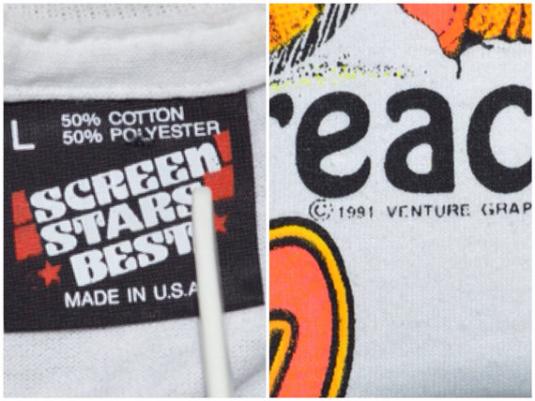 L
50% COTTON
50% POLYESTER
SCREEN
STARS
BEST
MADE IN U.S.A
reac
© 1991 VENTURE GRAP